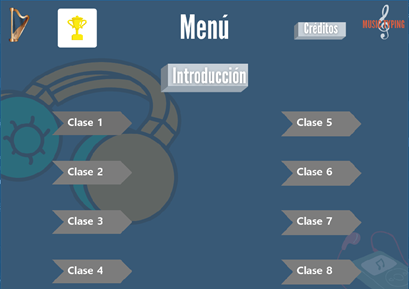 Menú
Créditos
MUSIC TYPING
Introducción
Clase 1
Clase 2
Clase 3
Clase 4
Clase 5
Clase 6
Clase 7
Clase 8